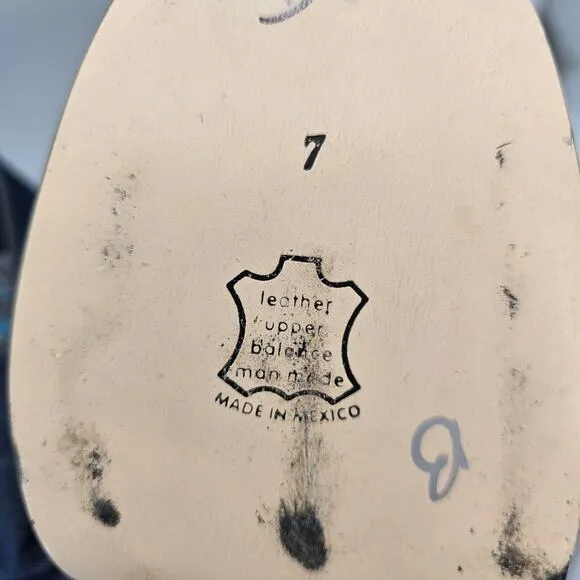 7
leather
upper
balance
man made
MADE IN MEXICO